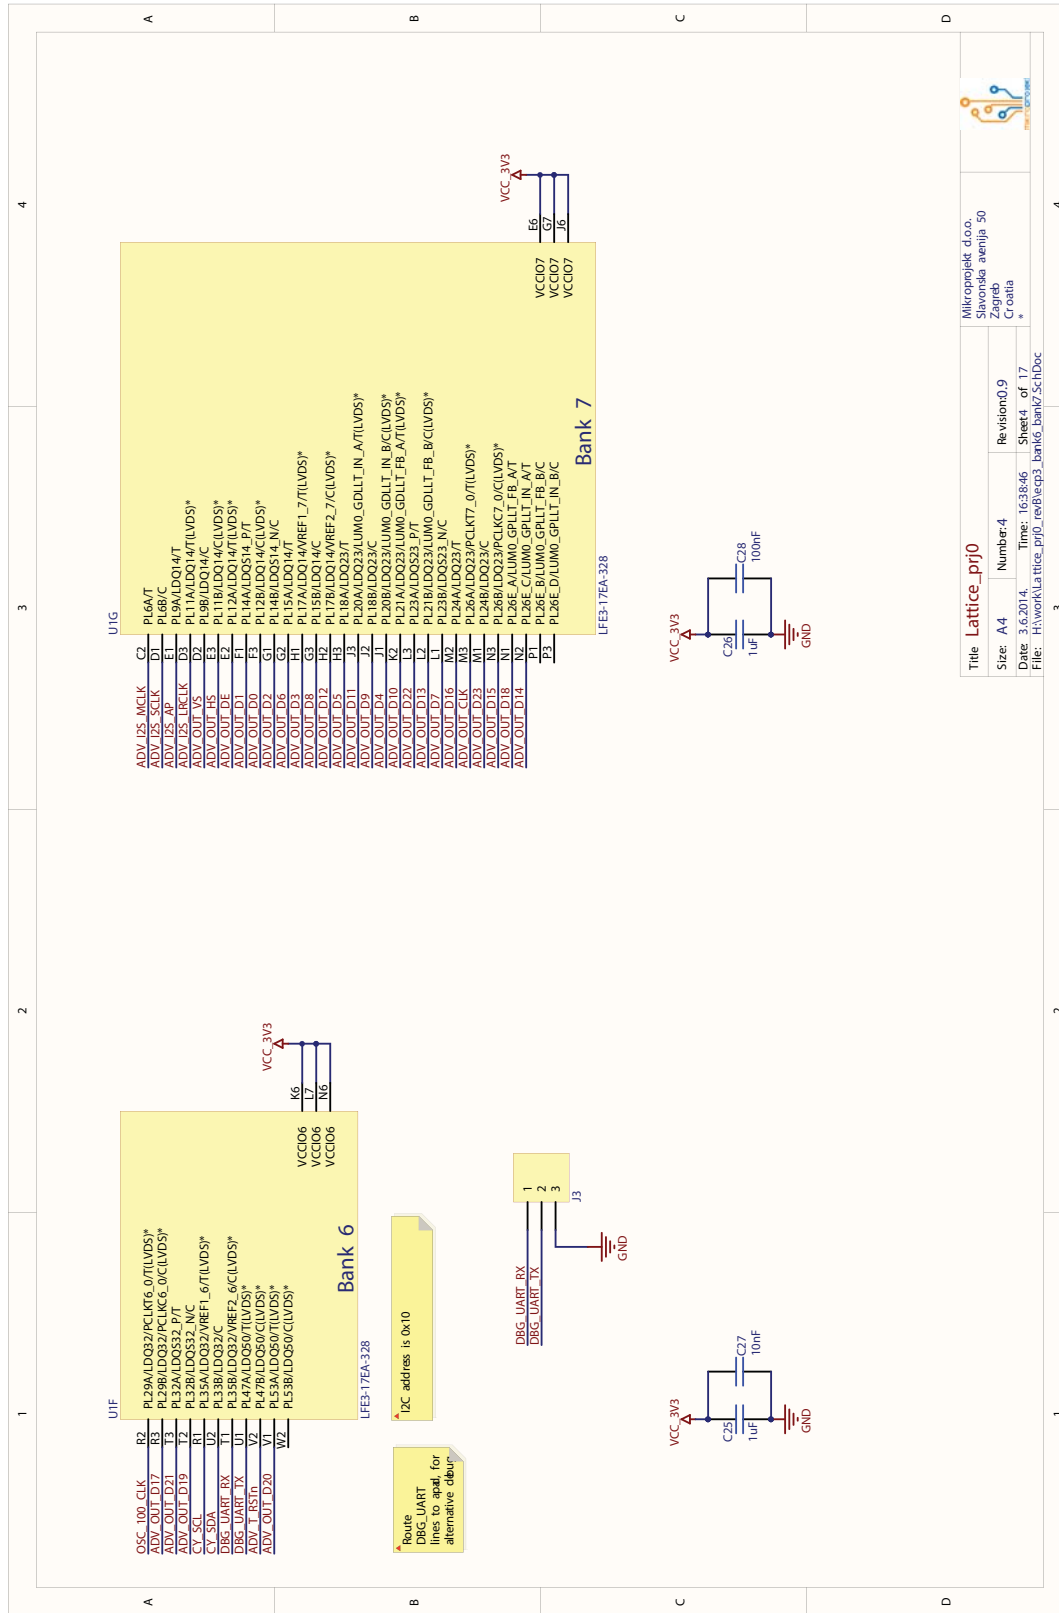 1
2
3
4
A
B
C
D
U1F
OSC_100_CLK R2 PL29A/LDQ32/PCLKT6_0/T(LVDS)*
ADV_OUT_D17 R3 PL29B/LDQ32/PCLKC6_0/C(LVDS)*
ADV_OUT_D21 T3 PL32A/LDQS32_P/T
ADV_OUT_D19 T2 PL32B/LDQS32_N/C
CY_SCL R1 PL35A/LDQ32/VREF1_6/T(LVDS)*
CY_SDA U2 PL33B/LDQ32/C
DBG_UART_RX T1 PL35B/LDQ32/VREF2_6/C(LVDS)*
DBG_UART_TX U1 PL47A/LDQ50/T(LVDS)*
ADV_T_RSTn V2 PL47B/LDQ50/C(LVDS)*
ADV_OUT_D20 V1 PL53A/LDQ50/T(LVDS)*
W2 PL53B/LDQ50/C(LVDS)*
VCC_3V3
VCCIO6 K6
VCCIO6 L7
VCCIO6 N6
Bank 6
LFE3-17EA-328
U1G
ADV_I2S_MCLK C2 PL6A/T
ADV_I2S_SCLK D1 PL6B/C
ADV_I2S_AP E1 PL9A/LDQ14/T
ADV_I2S_LRCLK D3 PL11A/LDQ14/T(LVDS)*
ADV_OUT_VS D2 PL9B/LDQ14/C
ADV_OUT_HS E3 PL11B/LDQ14/C(LVDS)*
ADV_OUT_DE E2 PL12A/LDQ14/T(LVDS)*
ADV_OUT_D1 F1 PL14A/LDQS14_P/T
ADV_OUT_D0 F3 PL12B/LDQ14/C(LVDS)*
ADV_OUT_D2 G1 PL14B/LDQS14_N/C
ADV_OUT_D6 G2 PL15A/LDQ14/T
ADV_OUT_D3 H1 PL17A/LDQ14/VREF1_7/T(LVDS)*
ADV_OUT_D8 G3 PL15B/LDQ14/C
ADV_OUT_D12 H2 PL17B/LDQ14/VREF2_7/C(LVDS)*
ADV_OUT_D5 H3 PL18A/LDQ23/T
ADV_OUT_D11 J3 PL20A/LDQ23/LUM0_GDLLT_IN_A/T(LVDS)*
ADV_OUT_D9 J2 PL18B/LDQ23/C
ADV_OUT_D4 J1 PL20B/LDQ23/LUM0_GDLLT_IN_B/C(LVDS)*
ADV_OUT_D10 K2 PL21A/LDQ23/LUM0_GDLLT_FB_A/T(LVDS)*
ADV_OUT_D22 L3 PL23A/LDQS23_P/T
ADV_OUT_D13 L2 PL21B/LDQ23/LUM0_GDLLT_FB_B/C(LVDS)*
ADV_OUT_D7 L1 PL23B/LDQS23_N/C
ADV_OUT_D16 M2 PL24A/LDQ23/T
ADV_OUT_CLK M3 PL26A/LDQ23/PCLKT7_0/T(LVDS)*
ADV_OUT_D23 M1 PL24B/LDQ23/C
ADV_OUT_D15 N3 PL26B/LDQ23/PCLKC7_0/C(LVDS)*
ADV_OUT_D18 N1 PL26E_A/LUM0_GPLLT_FB_A/T
ADV_OUT_D14 N2 PL26E_C/LUM0_GPLLT_IN_A/T
P1 PL26E_B/LUM0_GPLLT_FB_B/C
P3 PL26E_D/LUM0_GPLLT_IN_B/C
VCC_3V3
VCCIO7 E6
VCCIO7 G7
VCCIO7 J6
Bank 7
LFE3-17EA-328
Route
DBG_UART
lines to apal, for
alternative debug
I2C address is 0x10
DBG_UART_RX 1
DBG_UART_TX 2
3
J3
GND
VCC_3V3
C25
1uF
C27
10nF
GND
VCC_3V3
C26
1uF
C28
100nF
GND
Title Lattice_prj0
Size: A4 Number:4 Revision:0.9
Date: 3.6.2014. Time: 16:38:46 Sheet4 of 17
File: H:\work\Lattice_prj0_revB\ecp3_bank6_bank7.SchDoc
Mikroprojekt d.o.o.
Slavonska avenija 50
Zagreb
Croatia
*
mikroprojekt
1
2
3
4
A
B
C
D